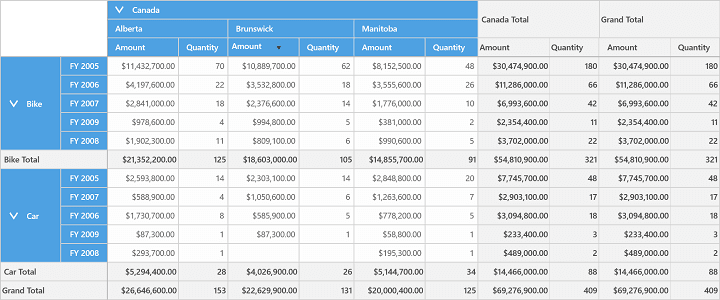 Canada Canada Total Grand Total
Alberta Brunswick Manitoba
Amount Quantity Amount Quantity Amount Quantity Amount Quantity Amount Quantity
Bike FY 2005 $11,432,700.00 70 $10,889,700.00 62 $8,152,500.00 48 $30,474,900.00 180 $30,474,900.00 180
FY 2006 $4,197,600.00 22 $3,532,800.00 18 $3,555,600.00 26 $11,286,000.00 66 $11,286,000.00 66
FY 2007 $2,841,000.00 18 $2,376,600.00 14 $1,776,000.00 10 $6,993,600.00 42 $6,993,600.00 42
FY 2009 $978,600.00 4 $994,800.00 5 $381,000.00 2 $2,354,400.00 11 $2,354,400.00 11
FY 2008 $1,902,300.00 11 $809,100.00 6 $990,600.00 5 $3,702,000.00 22 $3,702,000.00 22
Bike Total $21,352,200.00 125 $18,603,000.00 105 $14,855,700.00 91 $54,810,900.00 321 $54,810,900.00 321
Car FY 2005 $2,593,800.00 14 $2,303,100.00 14 $2,848,800.00 20 $7,745,700.00 48 $7,745,700.00 48
FY 2007 $588,900.00 4 $1,050,600.00 6 $1,263,600.00 7 $2,903,100.00 17 $2,903,100.00 17
FY 2006 $1,730,700.00 8 $585,900.00 5 $778,200.00 5 $3,094,800.00 18 $3,094,800.00 18
FY 2009 $87,300.00 1 $87,300.00 1 $58,800.00 1 $233,400.00 3 $233,400.00 3
FY 2008 $293,700.00 1 $195,300.00 1 $489,000.00 2 $489,000.00 2
Car Total $5,294,400.00 28 $4,026,900.00 26 $5,144,700.00 34 $14,466,000.00 88 $14,466,000.00 88
Grand Total $26,646,600.00 153 $22,629,900.00 131 $20,000,400.00 125 $69,276,900.00 409 $69,276,900.00 409